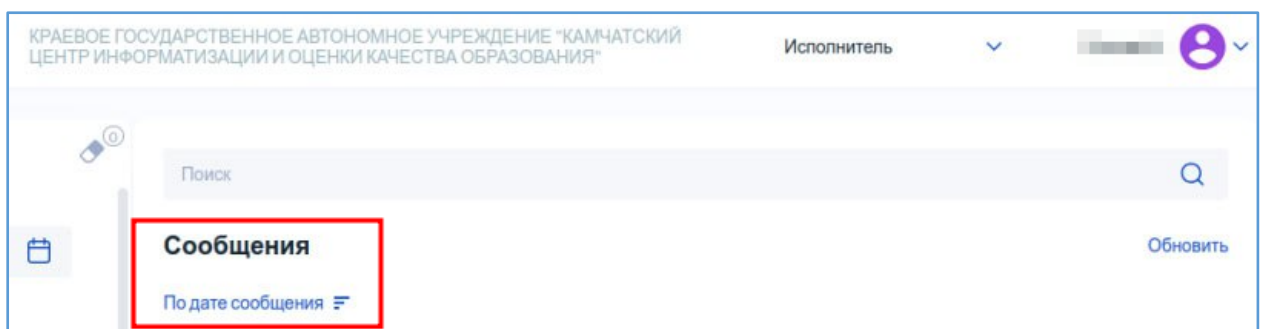 КРАЕВОЕ ГОСУДАРСТВЕННОЕ АВТОНОМНОЕ УЧРЕЖДЕНИЕ "КАМЧАТСКИЙ
ЦЕНТР ИНФОРМАТИЗАЦИИ И ОЦЕНКИ КАЧЕСТВА ОБРАЗОВАНИЯ"
Исполнитель
0
Поиск
Сообщения
Обновить
По дате сообщения